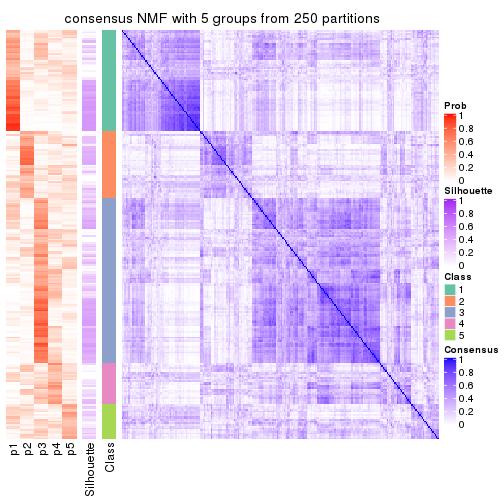 consensus NMF with 5 groups from 250 partitions
Prob
1
0.8
0.6
0.4
0.2
0
Silhouette
1
0.8
0.6
0.4
0.2
0
Class
1
2
3
4
5
Consensus
1
0.8
0.6
0.4
0.2
0
p1
p2
p3
p4
p5
Silhouette
Class